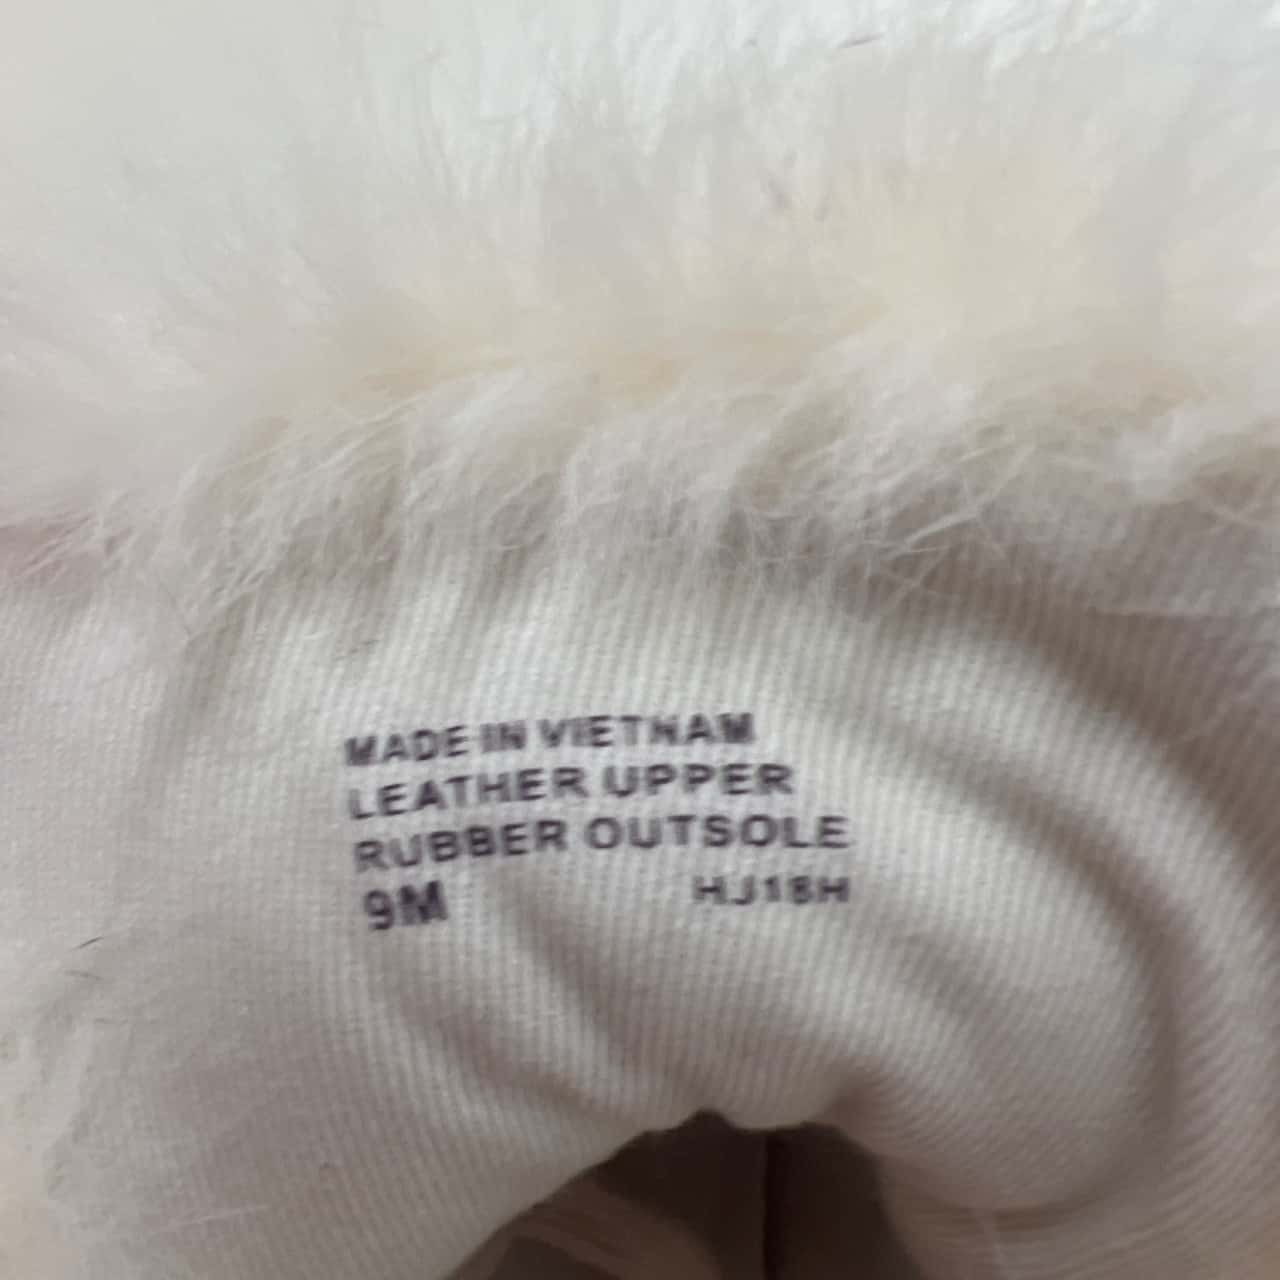 MADE IN VIETNAM
LEATHER UPPER
RUBBER OUTSOLE
9M HJ18H